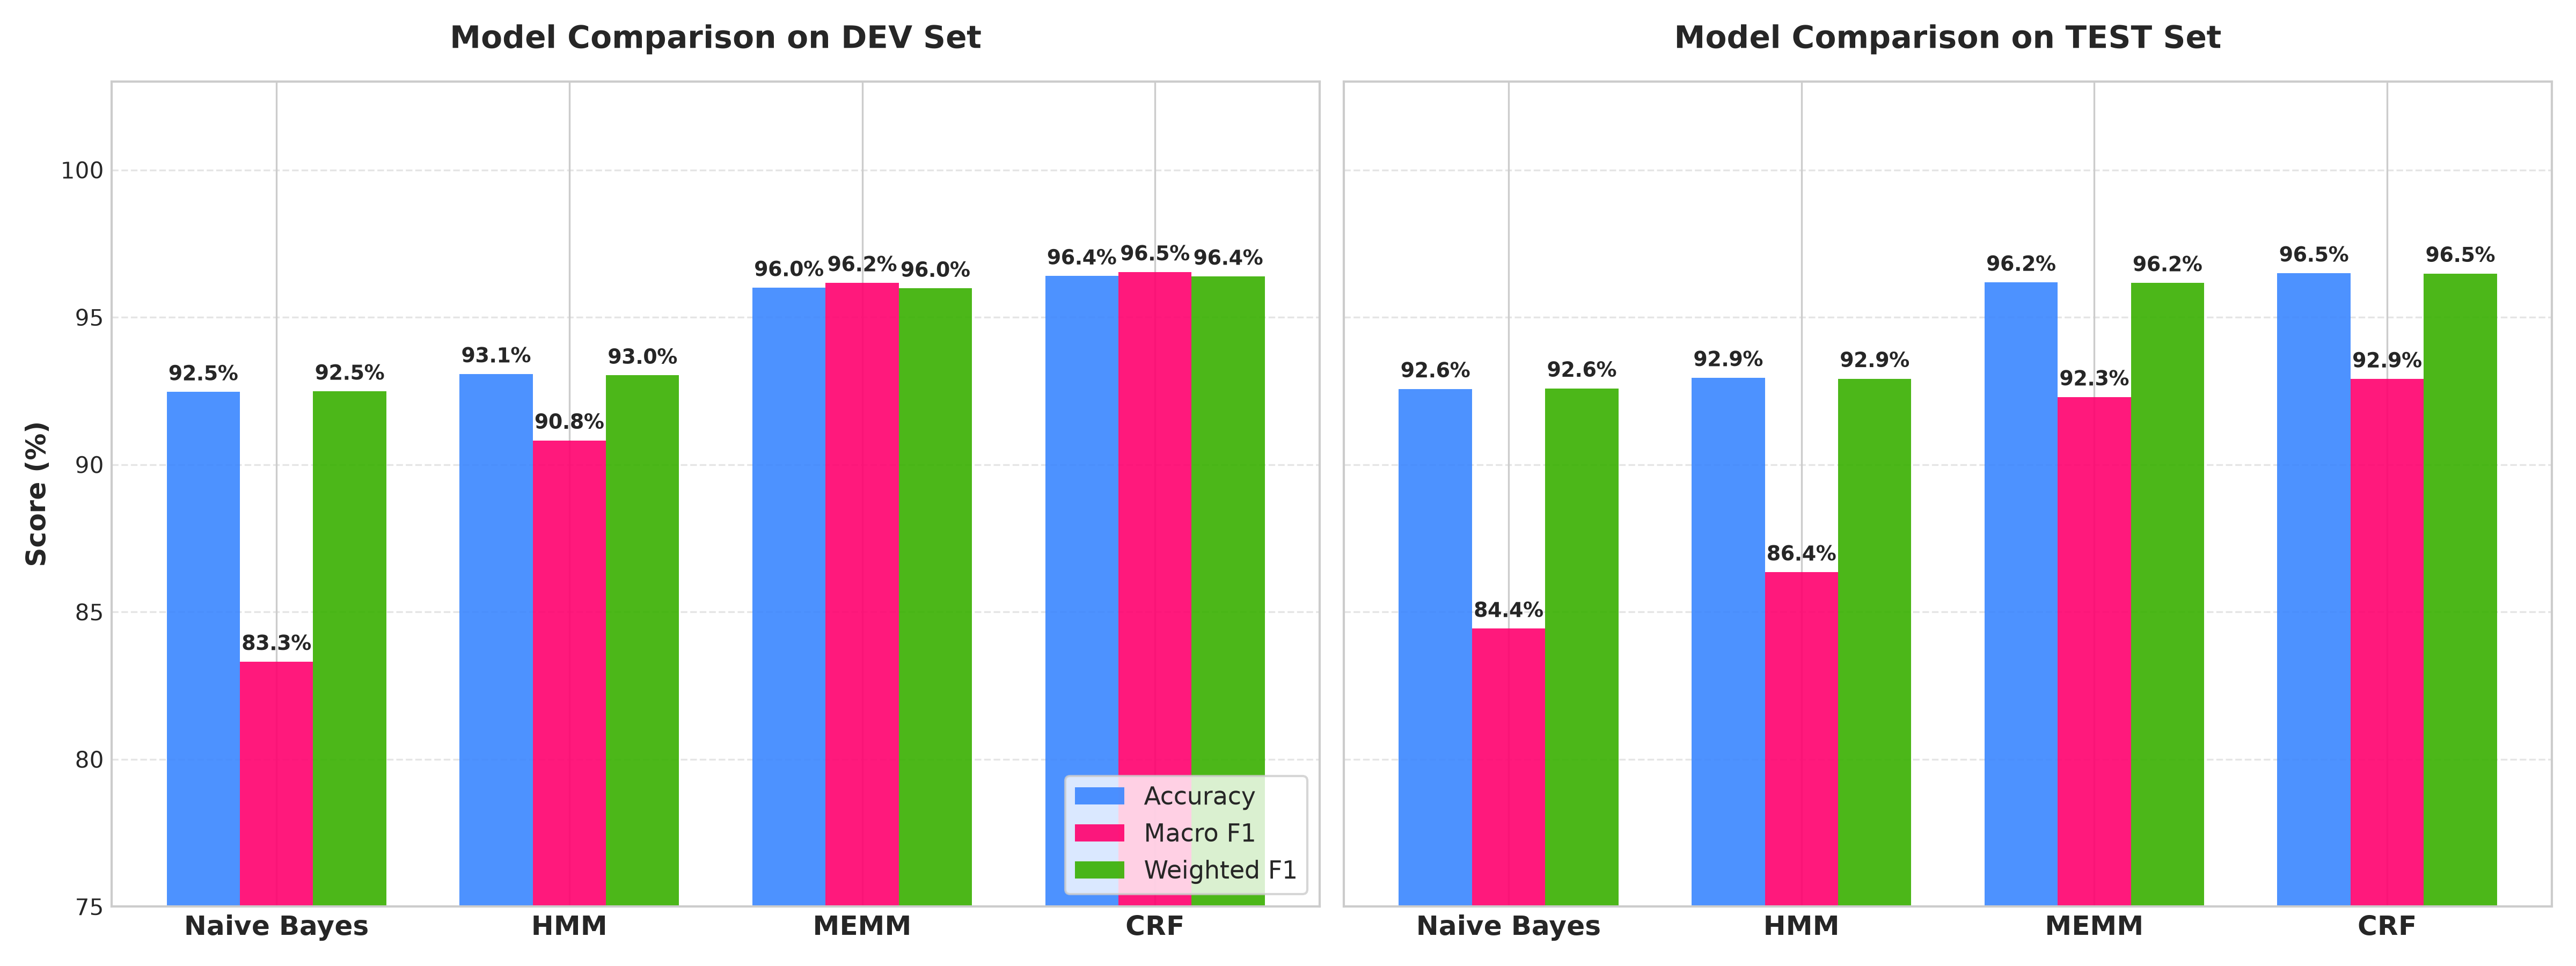 Model Comparison on DEV Set
Score (%)
100
95
90
85
80
75
92.5%
83.3%
92.5%
93.1%
90.8%
93.0%
96.0%
96.2%
96.0%
96.4%
96.5%
96.4%
Accuracy
Macro F1
Weighted F1
Naive Bayes
HMM
MEMM
CRF
Model Comparison on TEST Set
92.6%
84.4%
92.6%
92.9%
86.4%
92.9%
96.2%
92.3%
96.2%
96.5%
92.9%
96.5%
Naive Bayes
HMM
MEMM
CRF